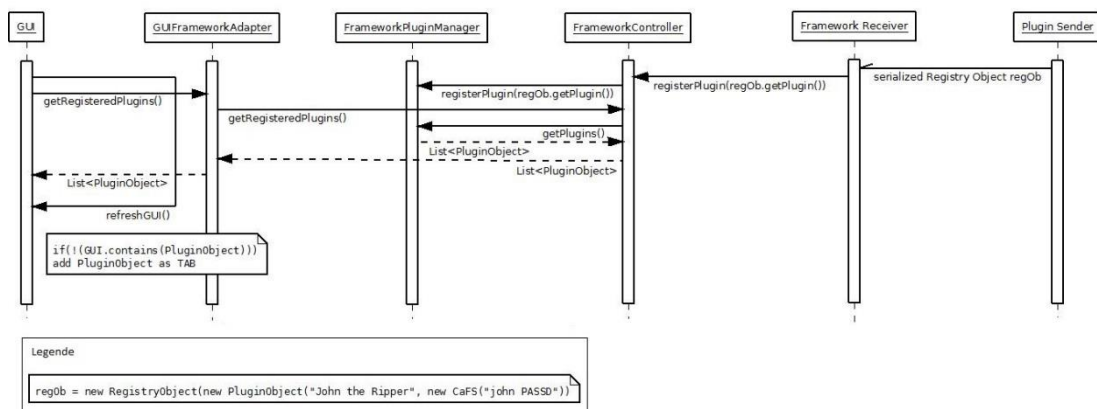 GUI
GUIFrameworkAdapter
FrameworkPluginManager
FrameworkController
Framework Receiver
Plugin Sender
serialized Registry Object regOb
registerPlugin(regOb.getPlugin())
registerPlugin(regOb.getPlugin())
getRegisteredPlugins()
getRegisteredPlugins()
getPlugins()
List<PluginObject>
List<PluginObject>
List<PluginObject>
refreshGUI()
if(!(GUI.contains(PluginObject)))
add PluginObject as TAB
Legende
regOb = new RegistryObject(new PluginObject("John the Ripper", new CaFS("john PASSD"))